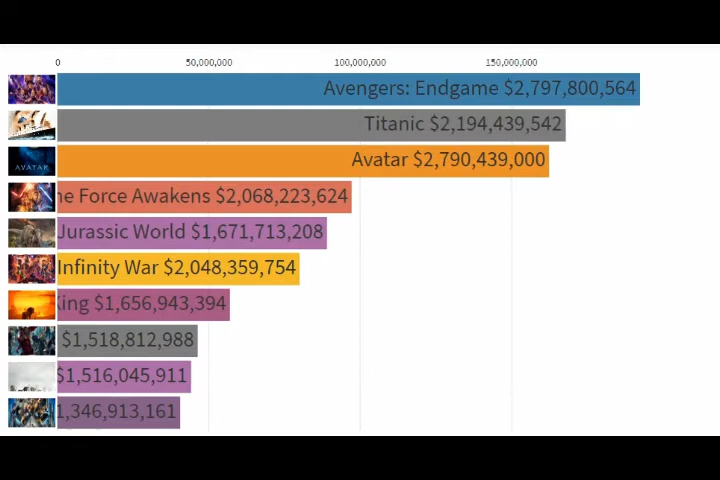 0 50,000,000 100,000,000 150,000,000
Avengers: Endgame $2,797,800,564
Titanic $2,194,439,542
AVATAR Avatar $2,790,439,000
he Force Awakens $2,068,223,624
Jurassic World $1,671,713,208
Infinity War $2,048,359,754
King $1,656,943,394
$1,518,812,988
$1,516,045,911
1,346,913,161